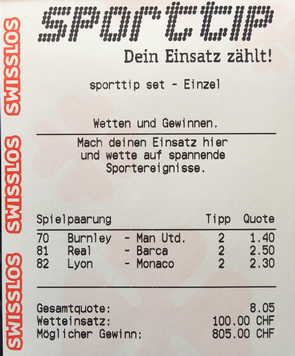 sporttip
Dein Einsatz zählt!
sporttip set - Einzel
Wetten und Gewinnen.
Mach deinen Einsatz hier
und wette auf spannende
Sportereignisse.
Spielpaarung Tipp Quote
70 Burnley - Man Utd. 2 1.40
81 Real - Barca 2 2.50
82 Lyon - Monaco 2 2.30
Gesamtquote: 8.05
Wetteinsatz: 100.00 CHF
Möglicher Gewinn: 805.00 CHF
SWISSLOS
SWISSLOS
SWISSLOS